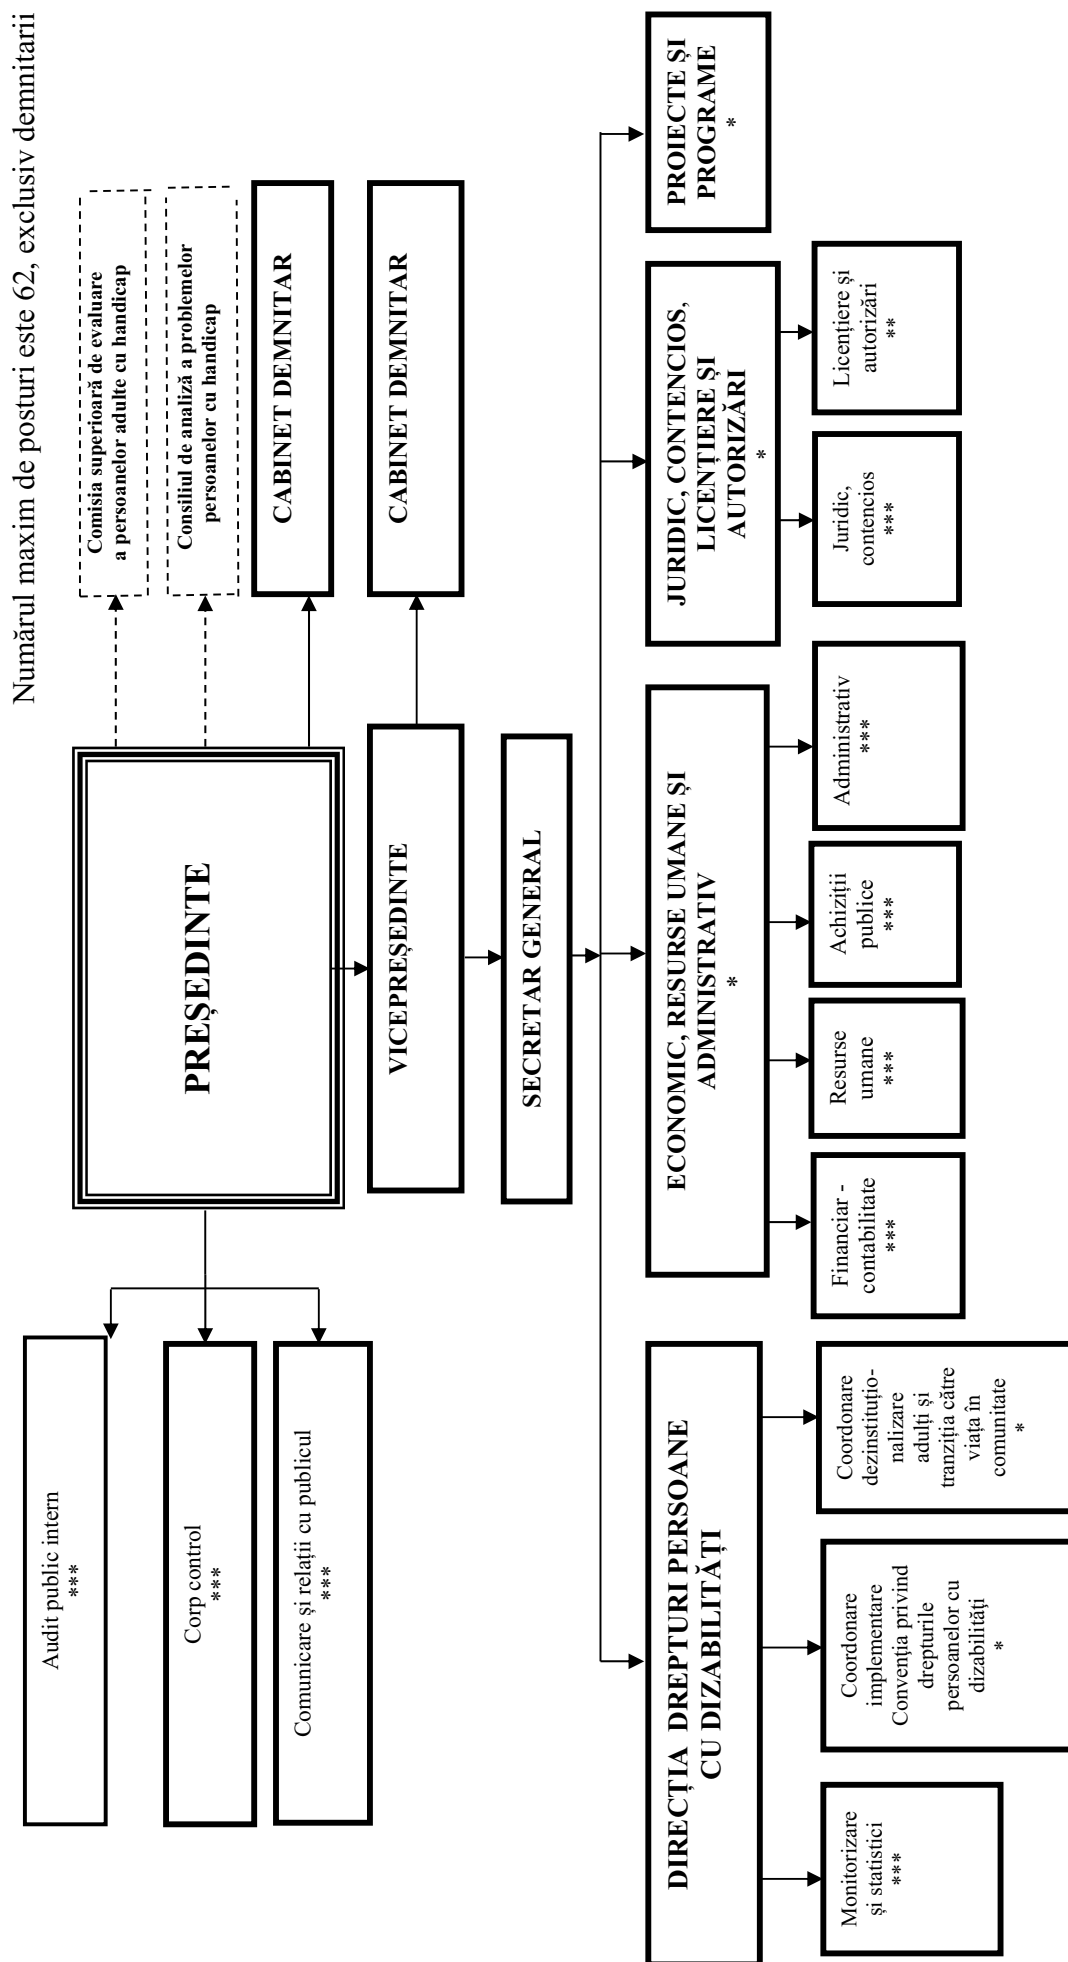 Numărul maxim de posturi este 62, exclusiv demnitarii
Comisia superioară de evaluare
a persoanelor adulte cu handicap
Consiliul de analiză a problemelor
persoanelor cu handicap
CABINET DEMNITAR
CABINET DEMNITAR
PREȘEDINTE
VICEPREȘEDINTE
SECRETAR GENERAL
Audit public intern
***
Corp control
***
Comunicare și relații cu publicul
***
DIRECȚIA DREPTURI PERSOANE
CU DIZABILITĂȚI
Monitorizare
și statistici
***
Coordonare
implementare
Convenția privind
drepturile
persoanelor cu
dizabilități
*
Coordonare
dezinstituțio-
nalizare
adulți și
tranziția către
viața în
comunitate
*
ECONOMIC, RESURSE UMANE ȘI
ADMINISTRATIV
*
Financiar -
contabilitate
***
Resurse
umane
***
Achiziții
publice
***
Administrativ
***
JURIDIC, CONTENCIOS,
LICENȚIERE ȘI
AUTORIZĂRI
*
Juridic,
contencios
***
Licențiere și
autorizări
**
PROIECTE ȘI
PROGRAME
*